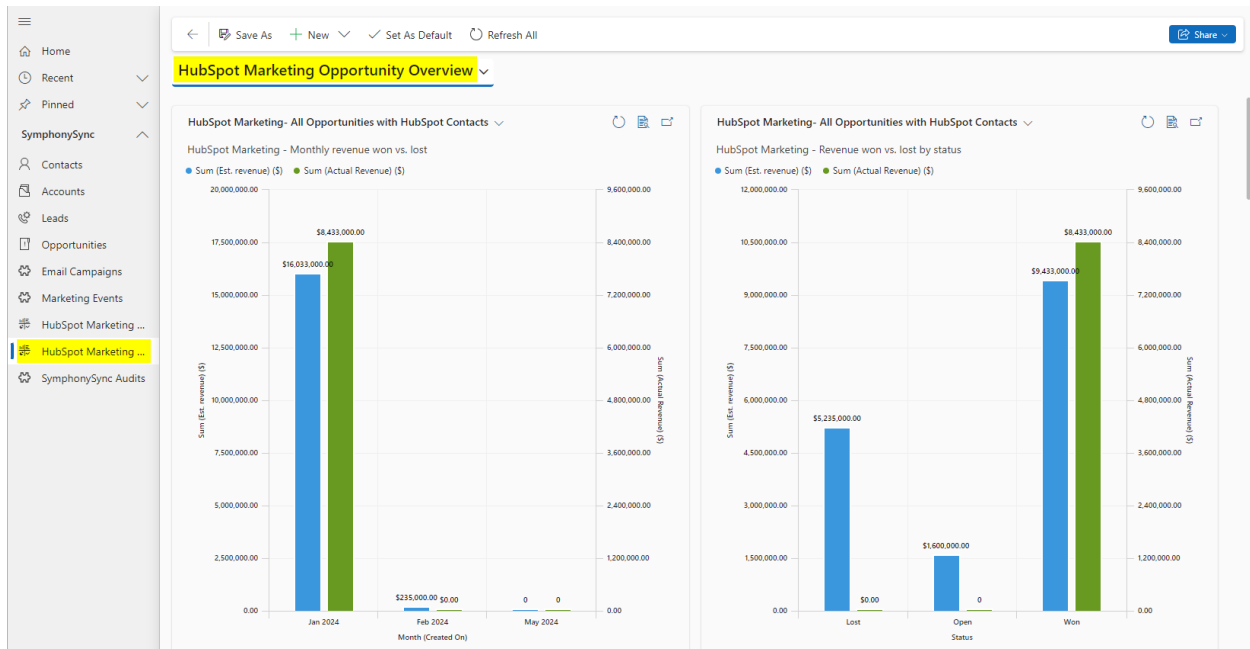 Save As
New
Set As Default
Refresh All
Share
Home
Recent
Pinned
SymphonySync
Contacts
Accounts
Leads
Opportunities
Email Campaigns
Marketing Events
HubSpot Marketing ...
HubSpot Marketing ...
SymphonySync Audits
HubSpot Marketing Opportunity Overview
HubSpot Marketing- All Opportunities with HubSpot Contacts
HubSpot Marketing - Monthly revenue won vs. lost
Sum (Est. revenue) ($) Sum (Actual Revenue) ($)
20,000,000.00
17,500,000.00
15,000,000.00
12,500,000.00
10,000,000.00
7,500,000.00
5,000,000.00
2,500,000.00
0.00
Sum (Est. revenue) ($)
$16,033,000.00
$8,433,000.00
$235,000.00
$0.00
0
0
9,600,000.00
8,400,000.00
7,200,000.00
6,000,000.00
4,800,000.00
3,600,000.00
2,400,000.00
1,200,000.00
0.00
Sum (Actual Revenue) ($)
Jan 2024
Feb 2024
May 2024
Month (Created On)
HubSpot Marketing- All Opportunities with HubSpot Contacts
HubSpot Marketing - Revenue won vs. lost by status
Sum (Est. revenue) ($) Sum (Actual Revenue) ($)
12,000,000.00
10,500,000.00
9,000,000.00
7,500,000.00
6,000,000.00
4,500,000.00
3,000,000.00
1,500,000.00
0.00
Sum (Est. revenue) ($)
$5,235,000.00
$0.00
$1,600,000.00
0
$9,433,000.00
$8,433,000.00
9,600,000.00
8,400,000.00
7,200,000.00
6,000,000.00
4,800,000.00
3,600,000.00
2,400,000.00
1,200,000.00
0.00
Sum (Actual Revenue) ($)
Lost
Open
Won
Status